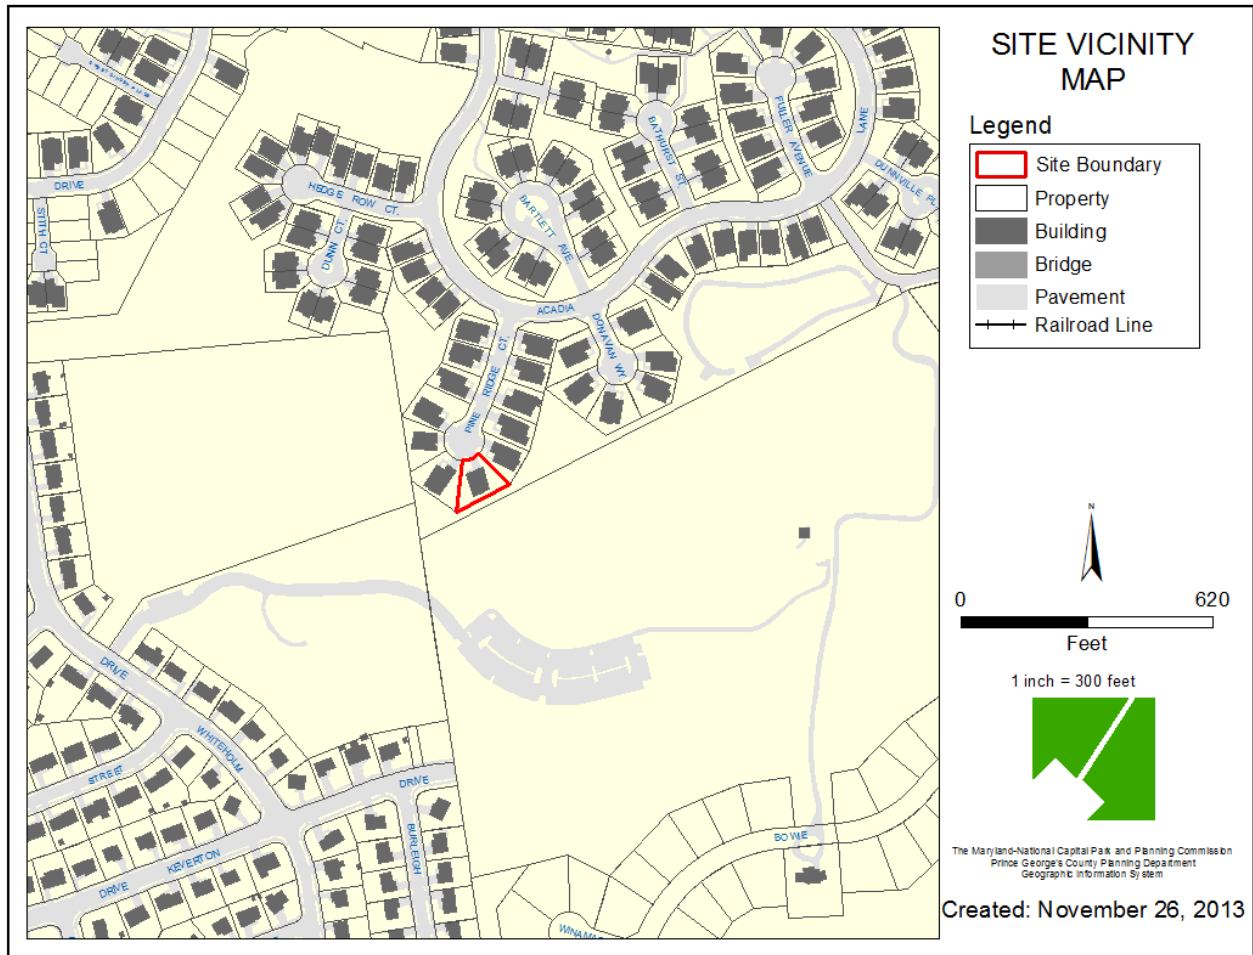 SITE VICINITY
MAP
Legend
Site Boundary
Property
Building
Bridge
Pavement
Railroad Line
N
0 620
Feet
1 inch = 300 feet
The Maryland-National Capital Park and Planning Commission
Prince George's County Planning Department
Geographic Information System
Created: November 26, 2013
DRIVE
STITH CT
HEDGE ROW CT.
DUNN CT.
BARTLETT AVE.
BATHURST ST.
FULLER AVENUE
LANE
DUNNVILLE PL
ACADIA
DONAVAN WY.
PINE RIDGE CT.
DRIVE
WHITEHOLM
STREET
DRIVE
KEVERTON
DRIVE
BURLEIGH
BOWIE